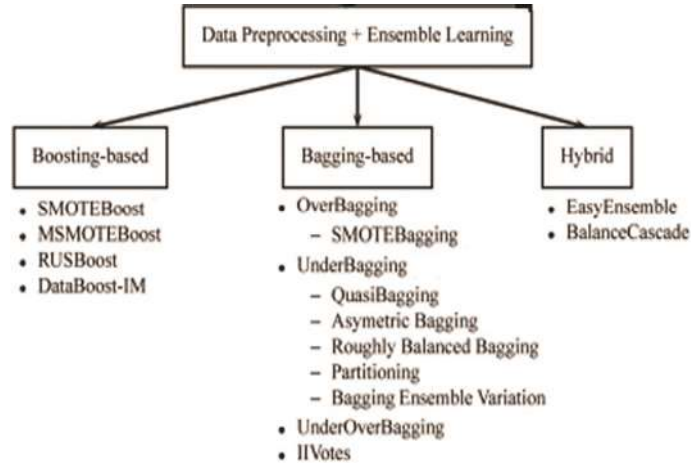 Data Preprocessing + Ensemble Learning
Boosting-based
• SMOTEBoost
• MSMOTEBoost
• RUSBoost
• DataBoost-IM
Bagging-based
• OverBagging
– SMOTEBagging
• UnderBagging
– QuasiBagging
– Asymetric Bagging
– Roughly Balanced Bagging
– Partitioning
– Bagging Ensemble Variation
• UnderOverBagging
• IIVotes
Hybrid
• EasyEnsemble
• BalanceCascade